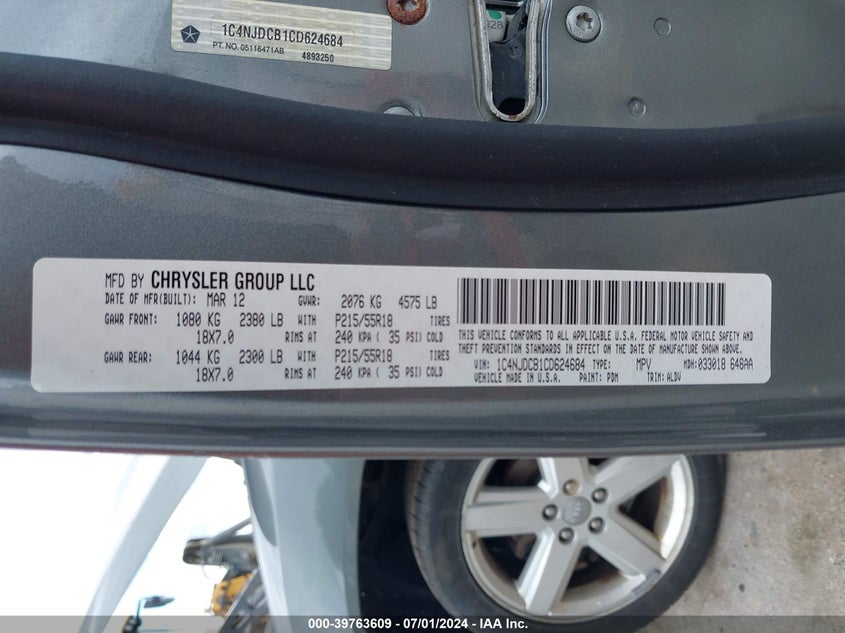 1C4NJDCB1CD624684
PT. NO. 05116471AB
4893250
MFD BY CHRYSLER GROUP LLC
DATE OF MFR(BUILT): MAR 12 GVWR: 2076 KG 4575 LB
GAWR FRONT: 1080 KG 2380 LB WITH P215/55R18 TIRES
18X7.0 RIMS AT 240 KPA ( 35 PSI) COLD
GAWR REAR: 1044 KG 2300 LB WITH P215/55R18 TIRES
18X7.0 RIMS AT 240 KPA ( 35 PSI) COLD
THIS VEHICLE CONFORMS TO ALL APPLICABLE U.S.A. FEDERAL MOTOR VEHICLE SAFETY AND
THEFT PREVENTION STANDARDS IN EFFECT ON THE DATE OF MANUFACTURE SHOWN ABOVE.
VIN: 1C4NJDCB1CD624684 TYPE: MPV MDH:033018 648AA
VEHICLE MADE IN U.S.A. PAINT: PDM TRIM: ALDV
000-39763609 - 07/01/2024 - IAA Inc.